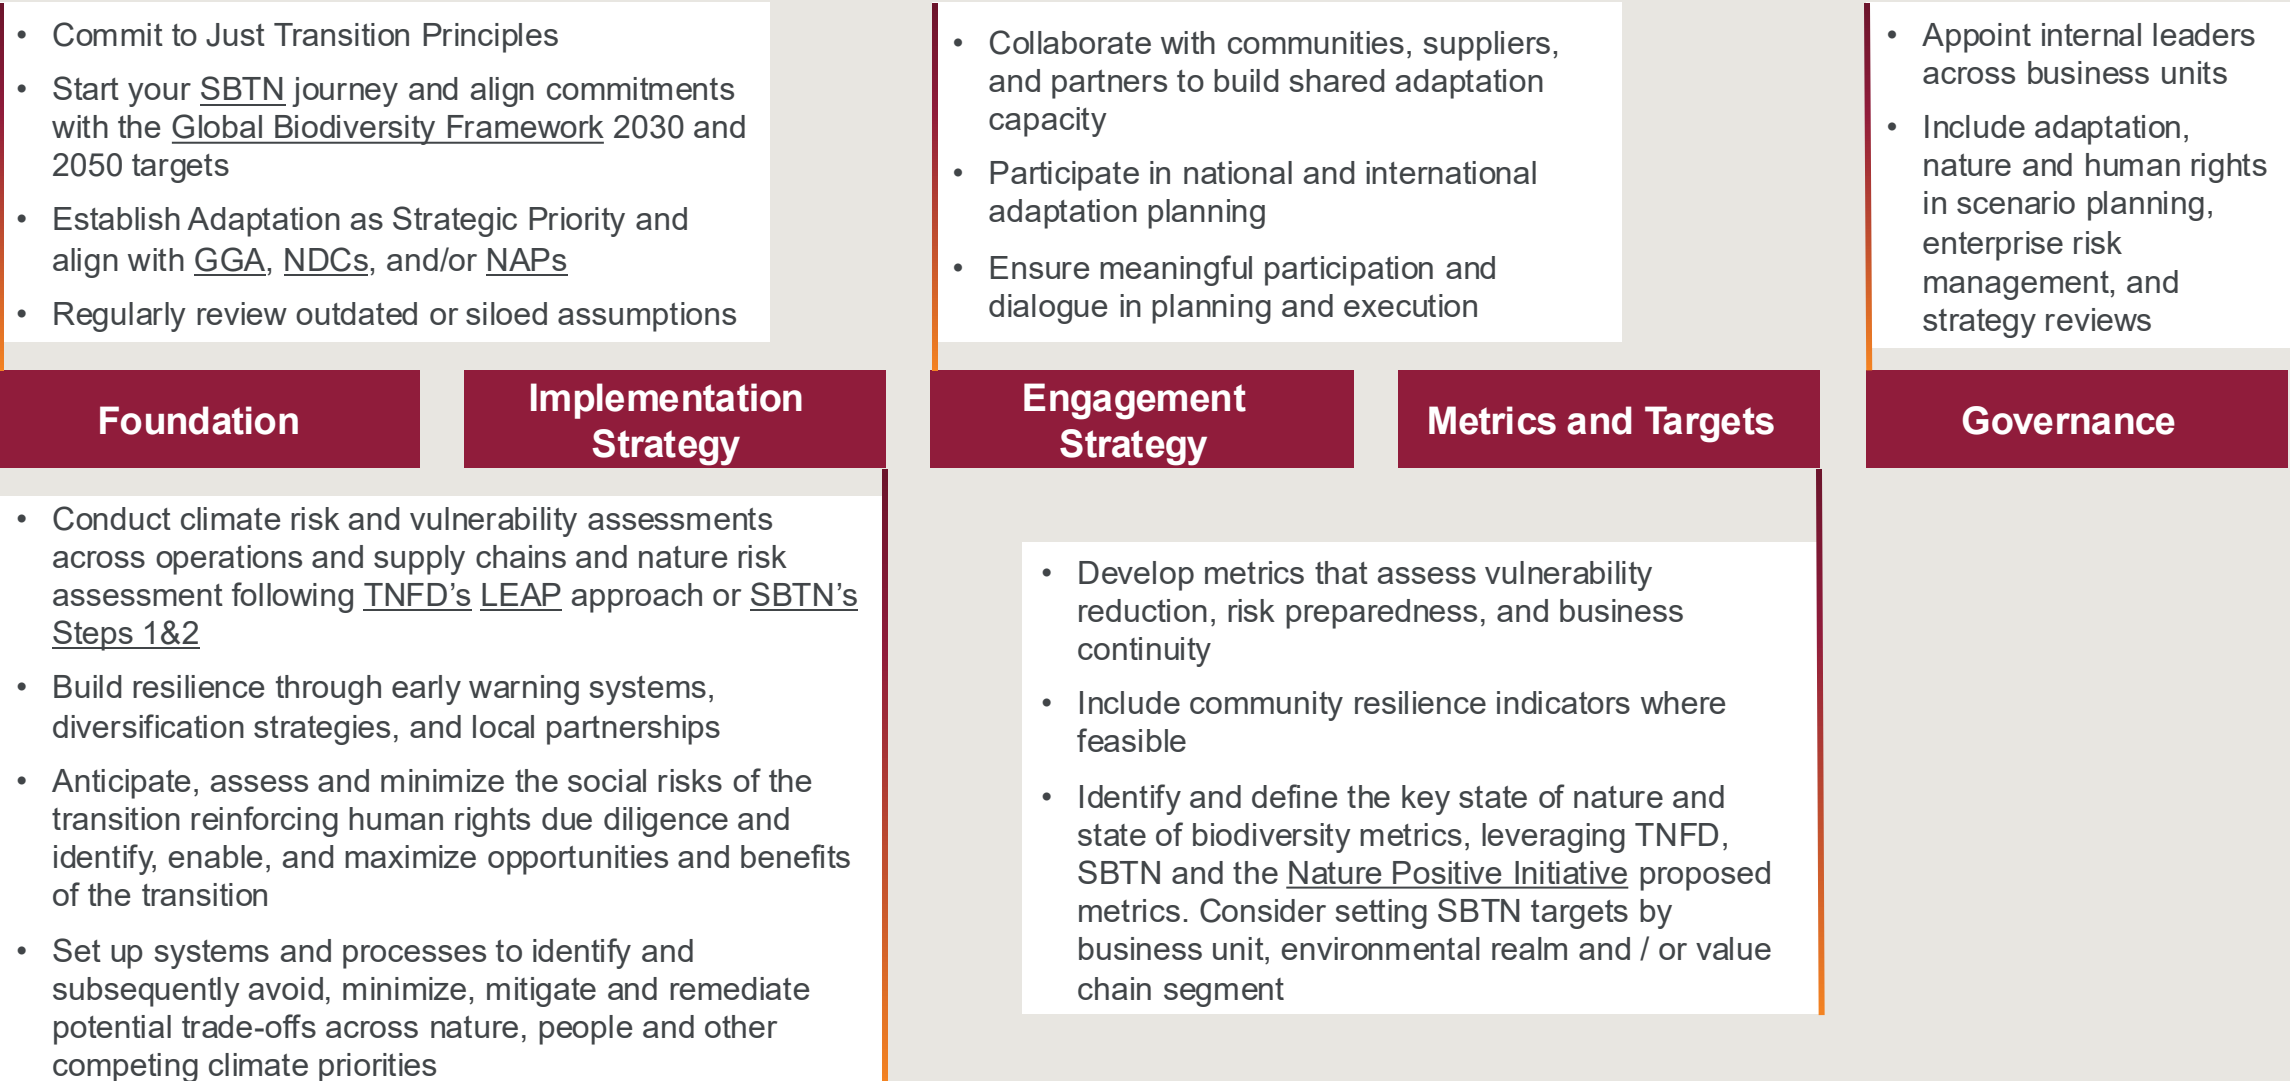 • Commit to Just Transition Principles
• Start your SBTN journey and align commitments
with the Global Biodiversity Framework 2030 and
2050 targets
• Establish Adaptation as Strategic Priority and
align with GGA, NDCs, and/or NAPs
• Regularly review outdated or siloed assumptions
• Collaborate with communities, suppliers,
and partners to build shared adaptation
capacity
• Participate in national and international
adaptation planning
• Ensure meaningful participation and
dialogue in planning and execution
• Appoint internal leaders
across business units
• Include adaptation,
nature and human rights
in scenario planning,
enterprise risk
management, and
strategy reviews
Foundation
Implementation
Strategy
Engagement
Strategy
Metrics and Targets
Governance
• Conduct climate risk and vulnerability assessments
across operations and supply chains and nature risk
assessment following TNFD’s LEAP approach or SBTN’s
Steps 1&2
• Build resilience through early warning systems,
diversification strategies, and local partnerships
• Anticipate, assess and minimize the social risks of the
transition reinforcing human rights due diligence and
identify, enable, and maximize opportunities and benefits
of the transition
• Set up systems and processes to identify and
subsequently avoid, minimize, mitigate and remediate
potential trade-offs across nature, people and other
competing climate priorities
• Develop metrics that assess vulnerability
reduction, risk preparedness, and business
continuity
• Include community resilience indicators where
feasible
• Identify and define the key state of nature and
state of biodiversity metrics, leveraging TNFD,
SBTN and the Nature Positive Initiative proposed
metrics. Consider setting SBTN targets by
business unit, environmental realm and / or value
chain segment